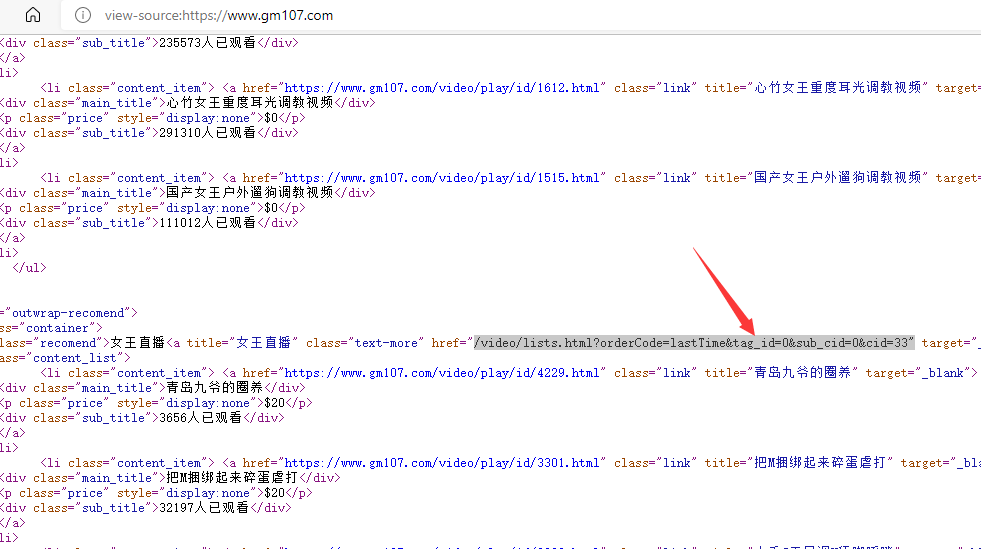 view-source:https://www.gm107.com
<div class="sub_title">235573人已观看</div>
</a>
li>
<li class="content_item"> <a href="https://www.gm107.com/video/play/id/1612.html" class="link" title="心竹女王重度耳光调教视频" target=
<div class="main_title">心竹女王重度耳光调教视频</div>
<p class="price" style="display:none">$0</p>
<div class="sub_title">291310人已观看</div>
</a>
li>
<li class="content_item"> <a href="https://www.gm107.com/video/play/id/1515.html" class="link" title="国产女王户外遛狗调教视频" target=
<div class="main_title">国产女王户外遛狗调教视频</div>
<p class="price" style="display:none">$0</p>
<div class="sub_title">111012人已观看</div>
</a>
li>
</ul>
="outwrap-recomend">
ss="container">
class="recomend">女王直播<a title="女王直播" class="text-more" href="/video/lists.html?orderCode=lastTime&tag_id=0&sub_cid=0&cid=33" target="_
ass="content_list">
<li class="content_item"> <a href="https://www.gm107.com/video/play/id/4229.html" class="link" title="青岛九爷的圈养" target="_blank">
<div class="main_title">青岛九爷的圈养</div>
<p class="price" style="display:none">$20</p>
<div class="sub_title">3656人已观看</div>
</a>
li>
<li class="content_item"> <a href="https://www.gm107.com/video/play/id/3301.html" class="link" title="把M捆绑起来碎蛋虐打" target="_bla
<div class="main_title">把M捆绑起来碎蛋虐打</div>
<p class="price" style="display:none">$20</p>
<div class="sub_title">32197人已观看</div>
</a>
li>